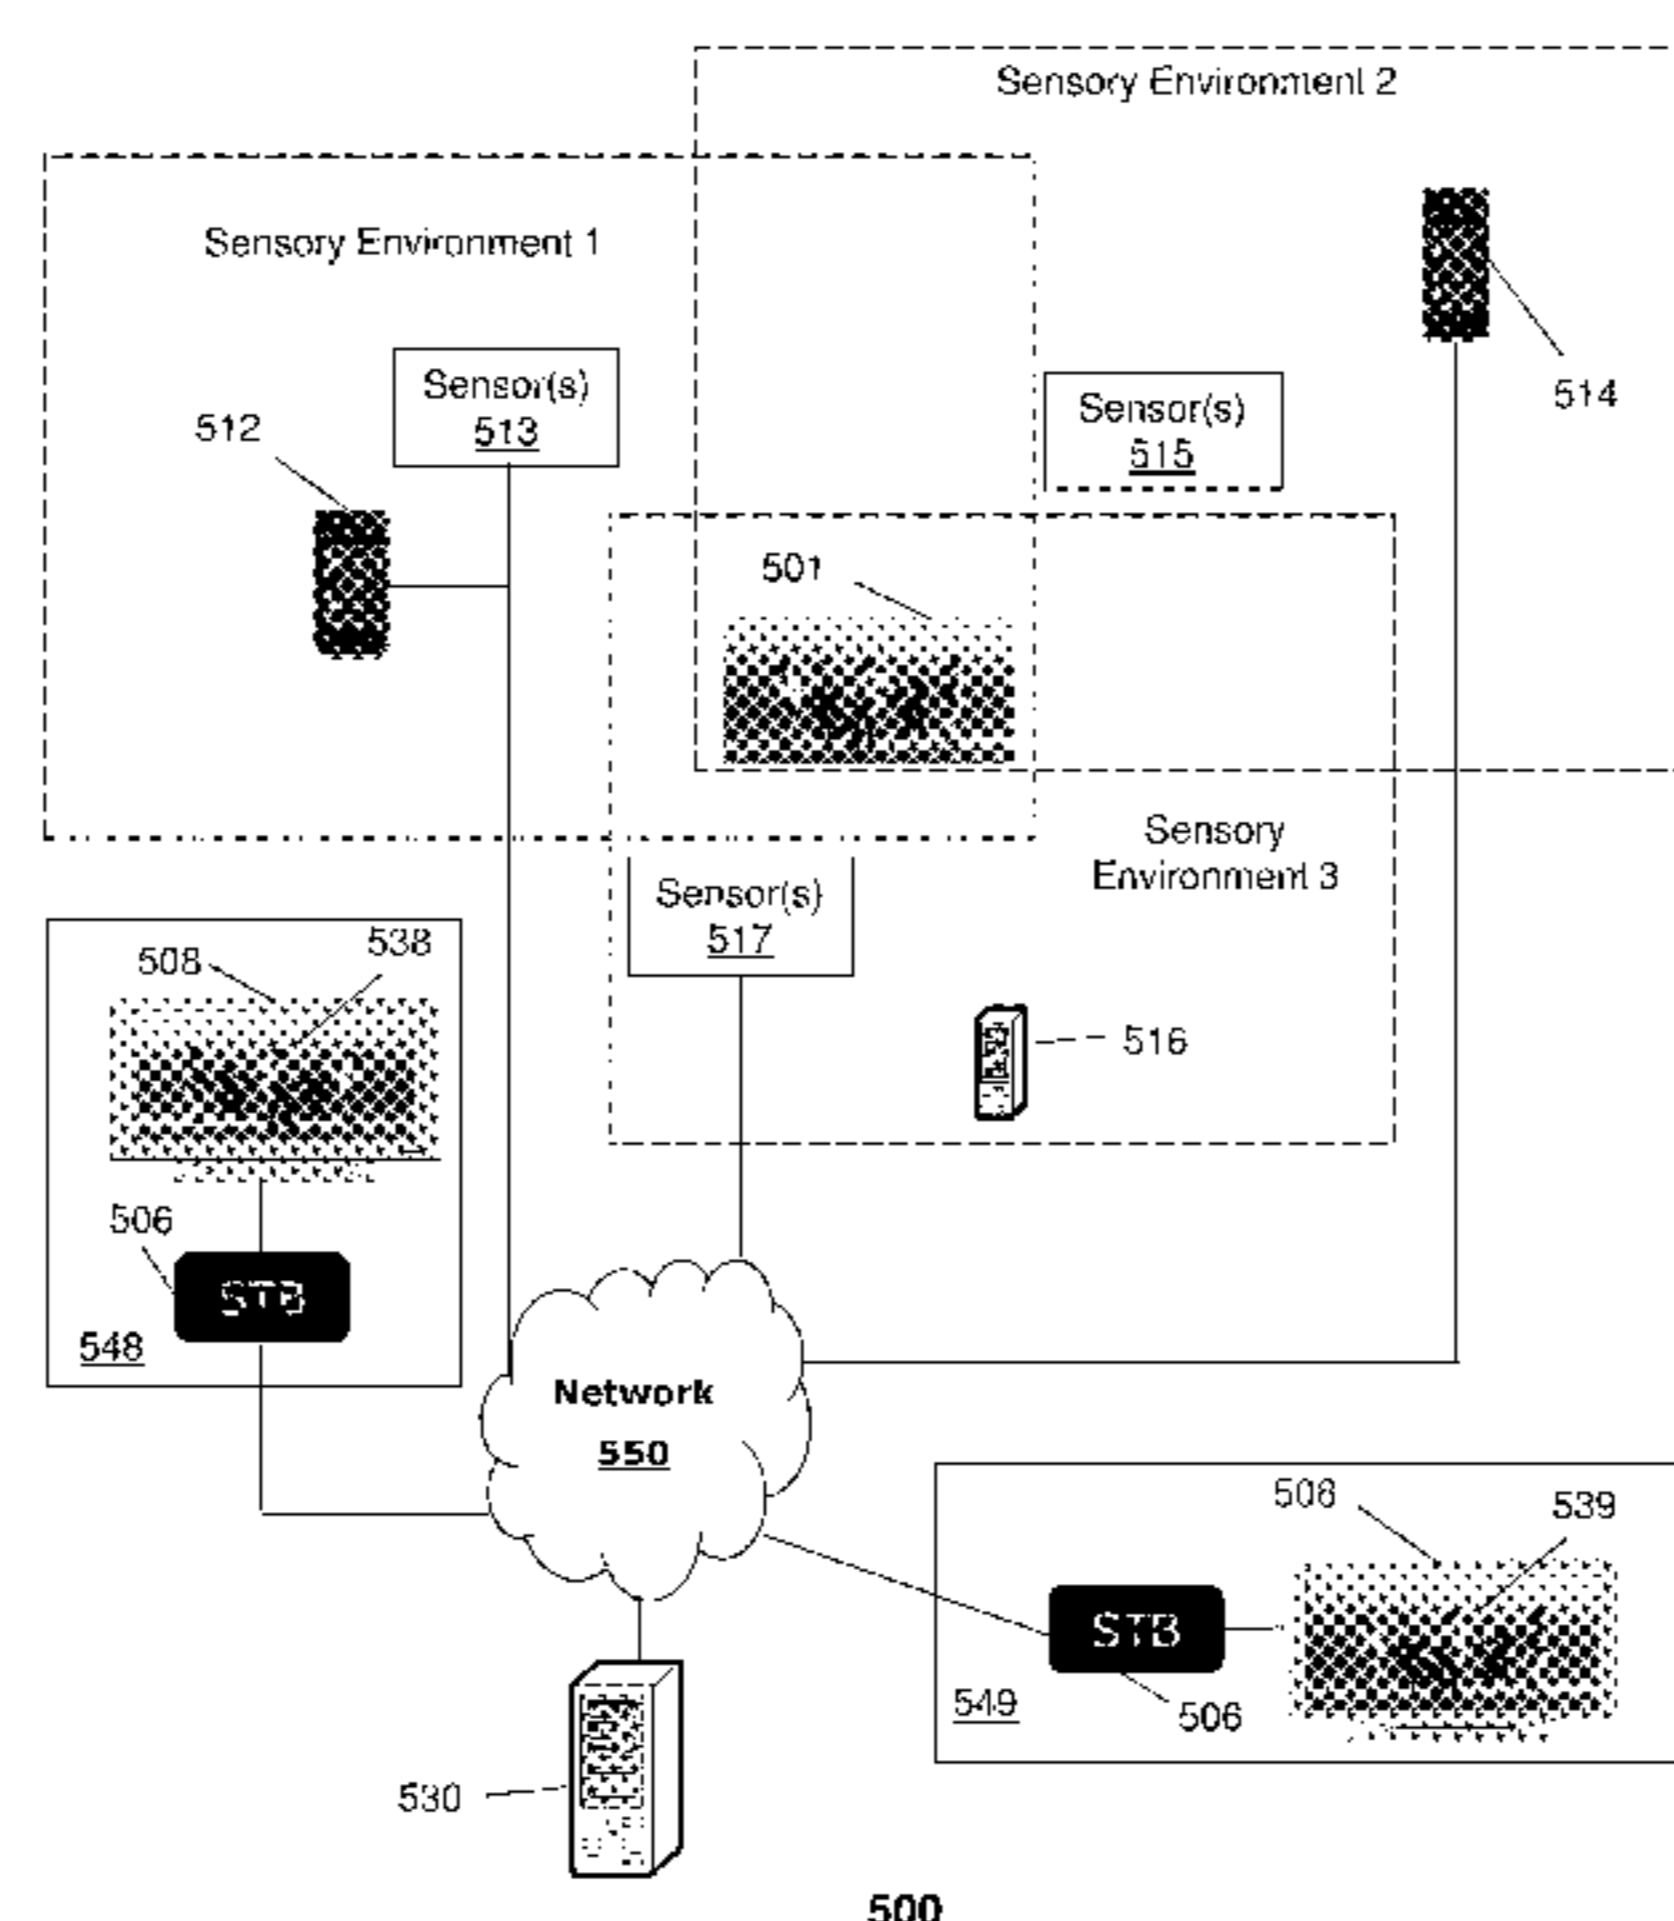 Sensory Environment 2
Sensory Environment 1
514
Sensor(s)
513
Sensor(s)
515
512
501
Sensory
Environment 3
Sensor(s)
517
538
508
516
506
STB
548
Network
550
508
539
STB
549
506
530
500